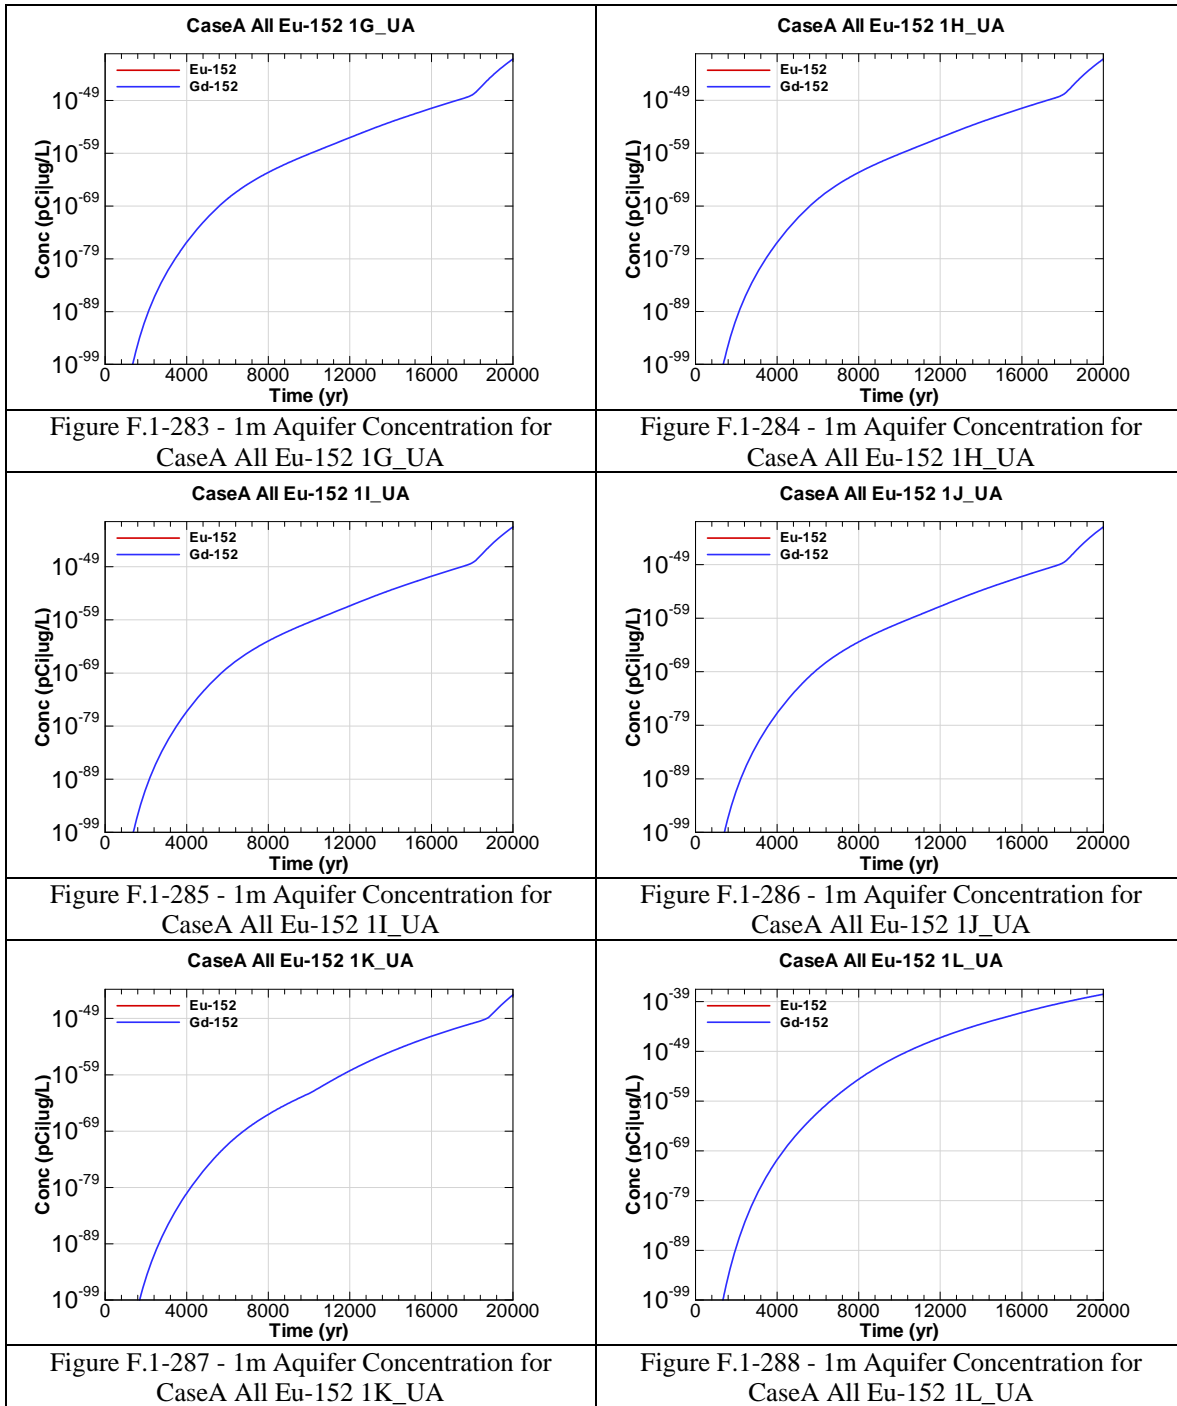 CaseA All Eu-152 1G_UA
Eu-152
Gd-152
Conc (pCi|ug/L)
10-49
10-59
10-69
10-79
10-89
10-99
0 4000 8000 12000 16000 20000
Time (yr)
Figure F.1-283 - 1m Aquifer Concentration for
CaseA All Eu-152 1G_UA
CaseA All Eu-152 1H_UA
Eu-152
Gd-152
Conc (pCi|ug/L)
10-49
10-59
10-69
10-79
10-89
10-99
0 4000 8000 12000 16000 20000
Time (yr)
Figure F.1-284 - 1m Aquifer Concentration for
CaseA All Eu-152 1H_UA
CaseA All Eu-152 1I_UA
Eu-152
Gd-152
Conc (pCi|ug/L)
10-49
10-59
10-69
10-79
10-89
10-99
0 4000 8000 12000 16000 20000
Time (yr)
Figure F.1-285 - 1m Aquifer Concentration for
CaseA All Eu-152 1I_UA
CaseA All Eu-152 1J_UA
Eu-152
Gd-152
Conc (pCi|ug/L)
10-49
10-59
10-69
10-79
10-89
10-99
0 4000 8000 12000 16000 20000
Time (yr)
Figure F.1-286 - 1m Aquifer Concentration for
CaseA All Eu-152 1J_UA
CaseA All Eu-152 1K_UA
Eu-152
Gd-152
Conc (pCi|ug/L)
10-49
10-59
10-69
10-79
10-89
10-99
0 4000 8000 12000 16000 20000
Time (yr)
Figure F.1-287 - 1m Aquifer Concentration for
CaseA All Eu-152 1K_UA
CaseA All Eu-152 1L_UA
Eu-152
Gd-152
Conc (pCi|ug/L)
10-39
10-49
10-59
10-69
10-79
10-89
10-99
0 4000 8000 12000 16000 20000
Time (yr)
Figure F.1-288 - 1m Aquifer Concentration for
CaseA All Eu-152 1L_UA